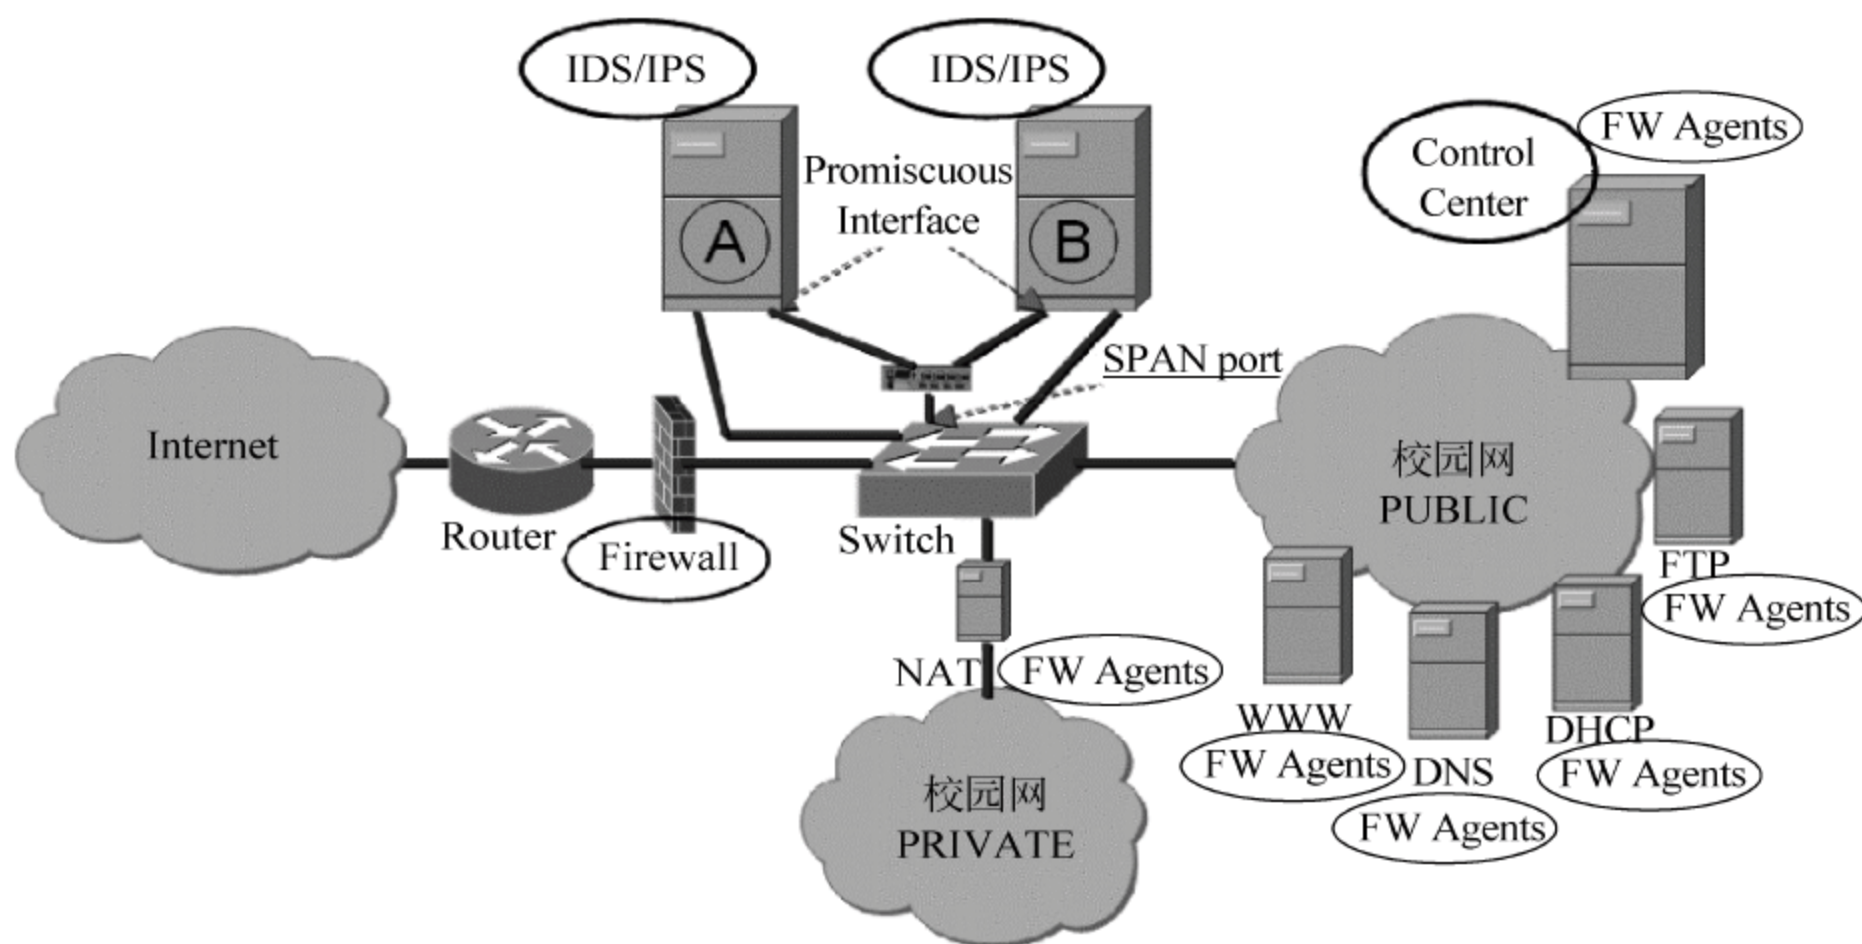 IDS/IPS
IDS/IPS
FW Agents
Control
Center
Promiscuous
Interface
A
B
SPAN port
Internet
校园网
PUBLIC
Router
Firewall
Switch
FTP
FW Agents
NAT
FW Agents
WWW
FW Agents
DNS
FW Agents
DHCP
FW Agents
校园网
PRIVATE